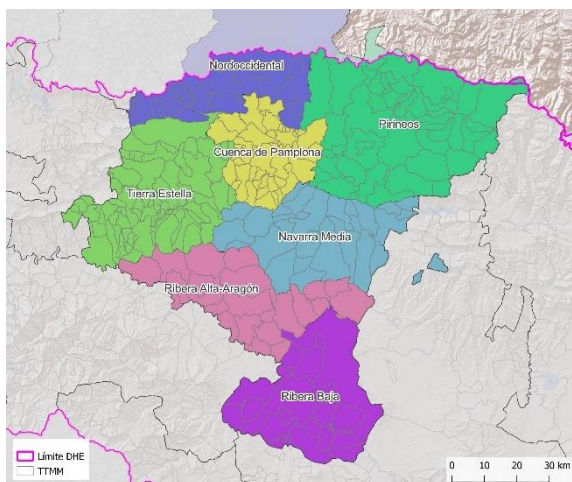 Nordoccidental
Pirineos
Cuenca de Pamplona
Tierra Estella
Navarra Media
Ribera Alta-Aragón
Ribera Baja
Límite DHE
TTMM
0 10 20 30 km